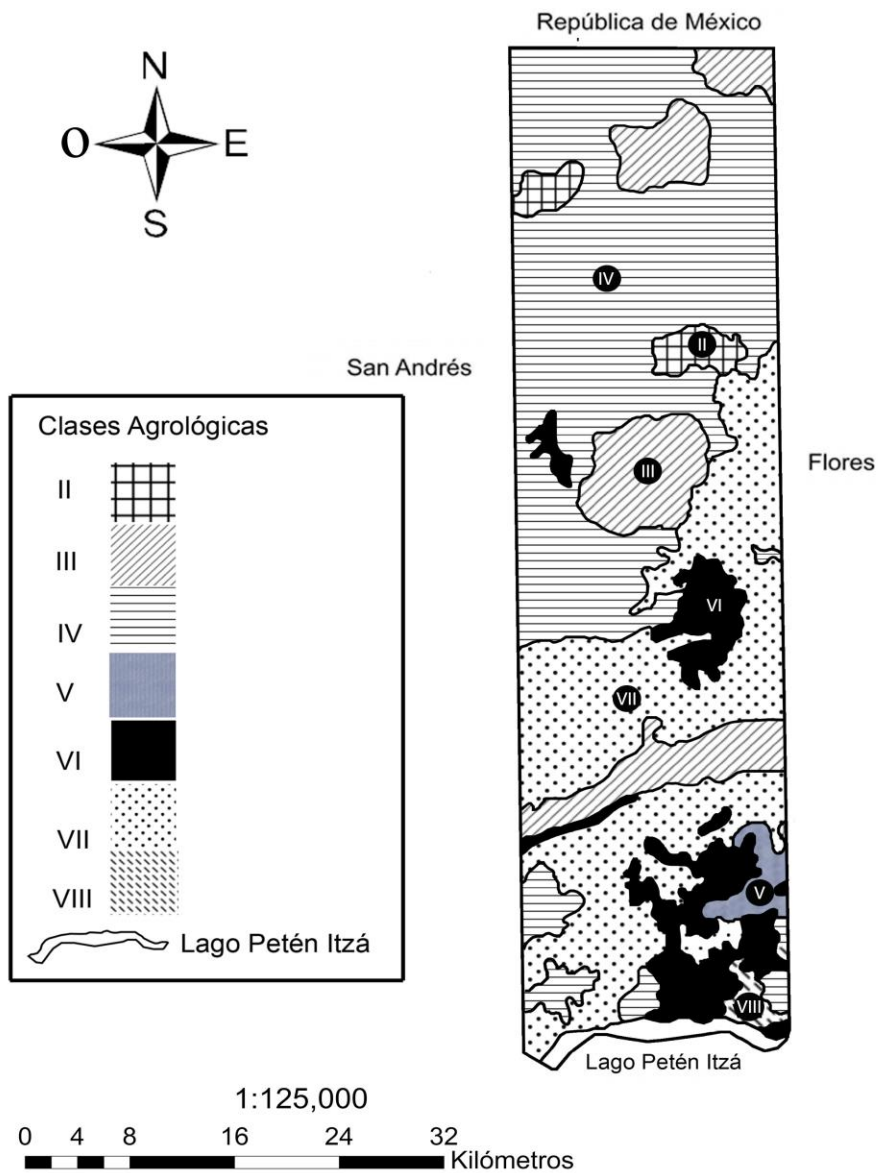 República de México
N
O E
S
IV
II
San Andrés
Clases Agrológicas
III
Flores
II
III
VI
IV
V
VII
VI
VII
V
VIII
Lago Petén Itzá
VIII
Lago Petén Itzá
1:125,000
0 4 8 16 24 32
Kilómetros